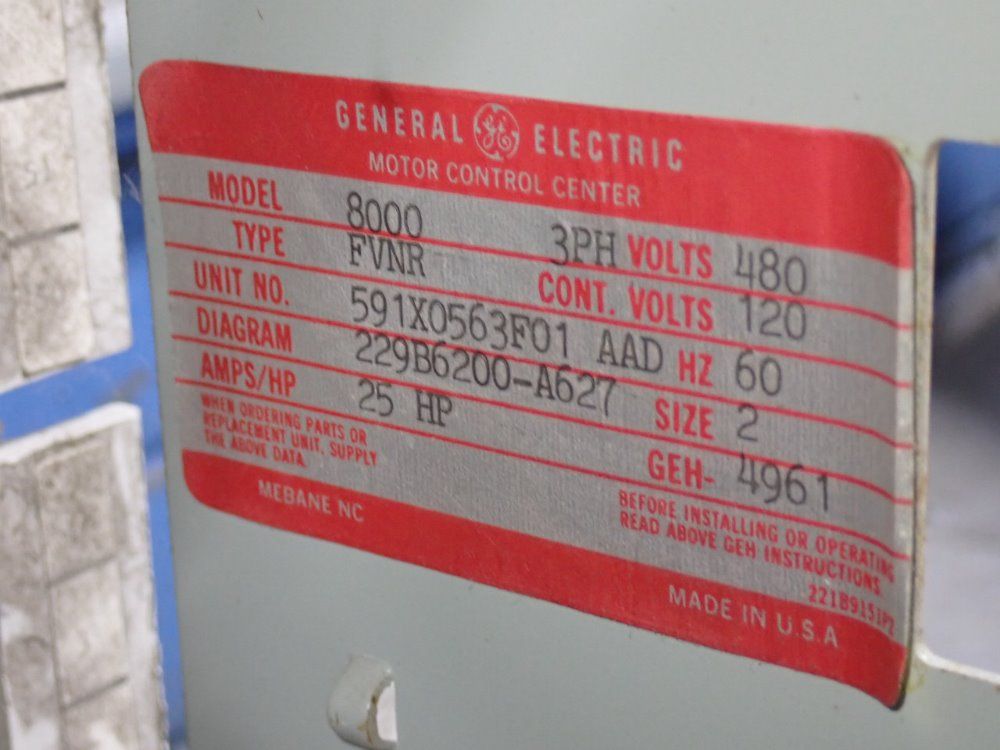 GENERAL GE ELECTRIC
MOTOR CONTROL CENTER
MODEL 8000 3PH VOLTS 480
TYPE FVNR CONT. VOLTS 120
UNIT NO. 591X0563F01 AAD HZ 60
DIAGRAM 229B6200-A627 SIZE 2
AMPS/HP 25 HP GEH- 4961
WHEN ORDERING PARTS OR
REPLACEMENT UNIT, SUPPLY
THE ABOVE DATA.
BEFORE INSTALLING OR OPERATING
READ ABOVE GEH INSTRUCTIONS.
221B9151P2
MEBANE NC
MADE IN U.S.A